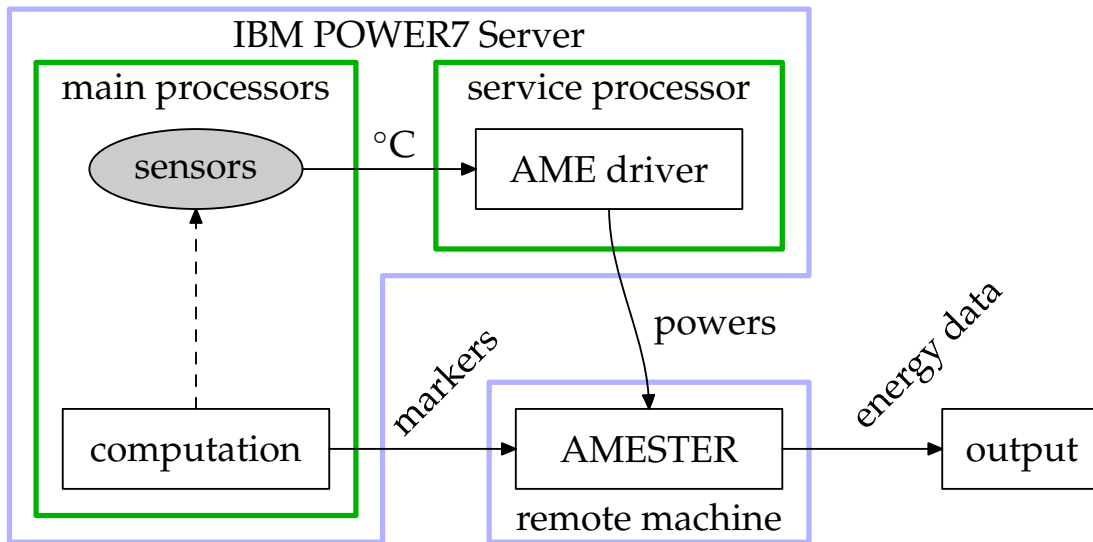 IBM POWER7 Server
main processors
service processor
sensors
°C
AME driver
powers
markers
energy data
computation
AMESTER
output
remote machine